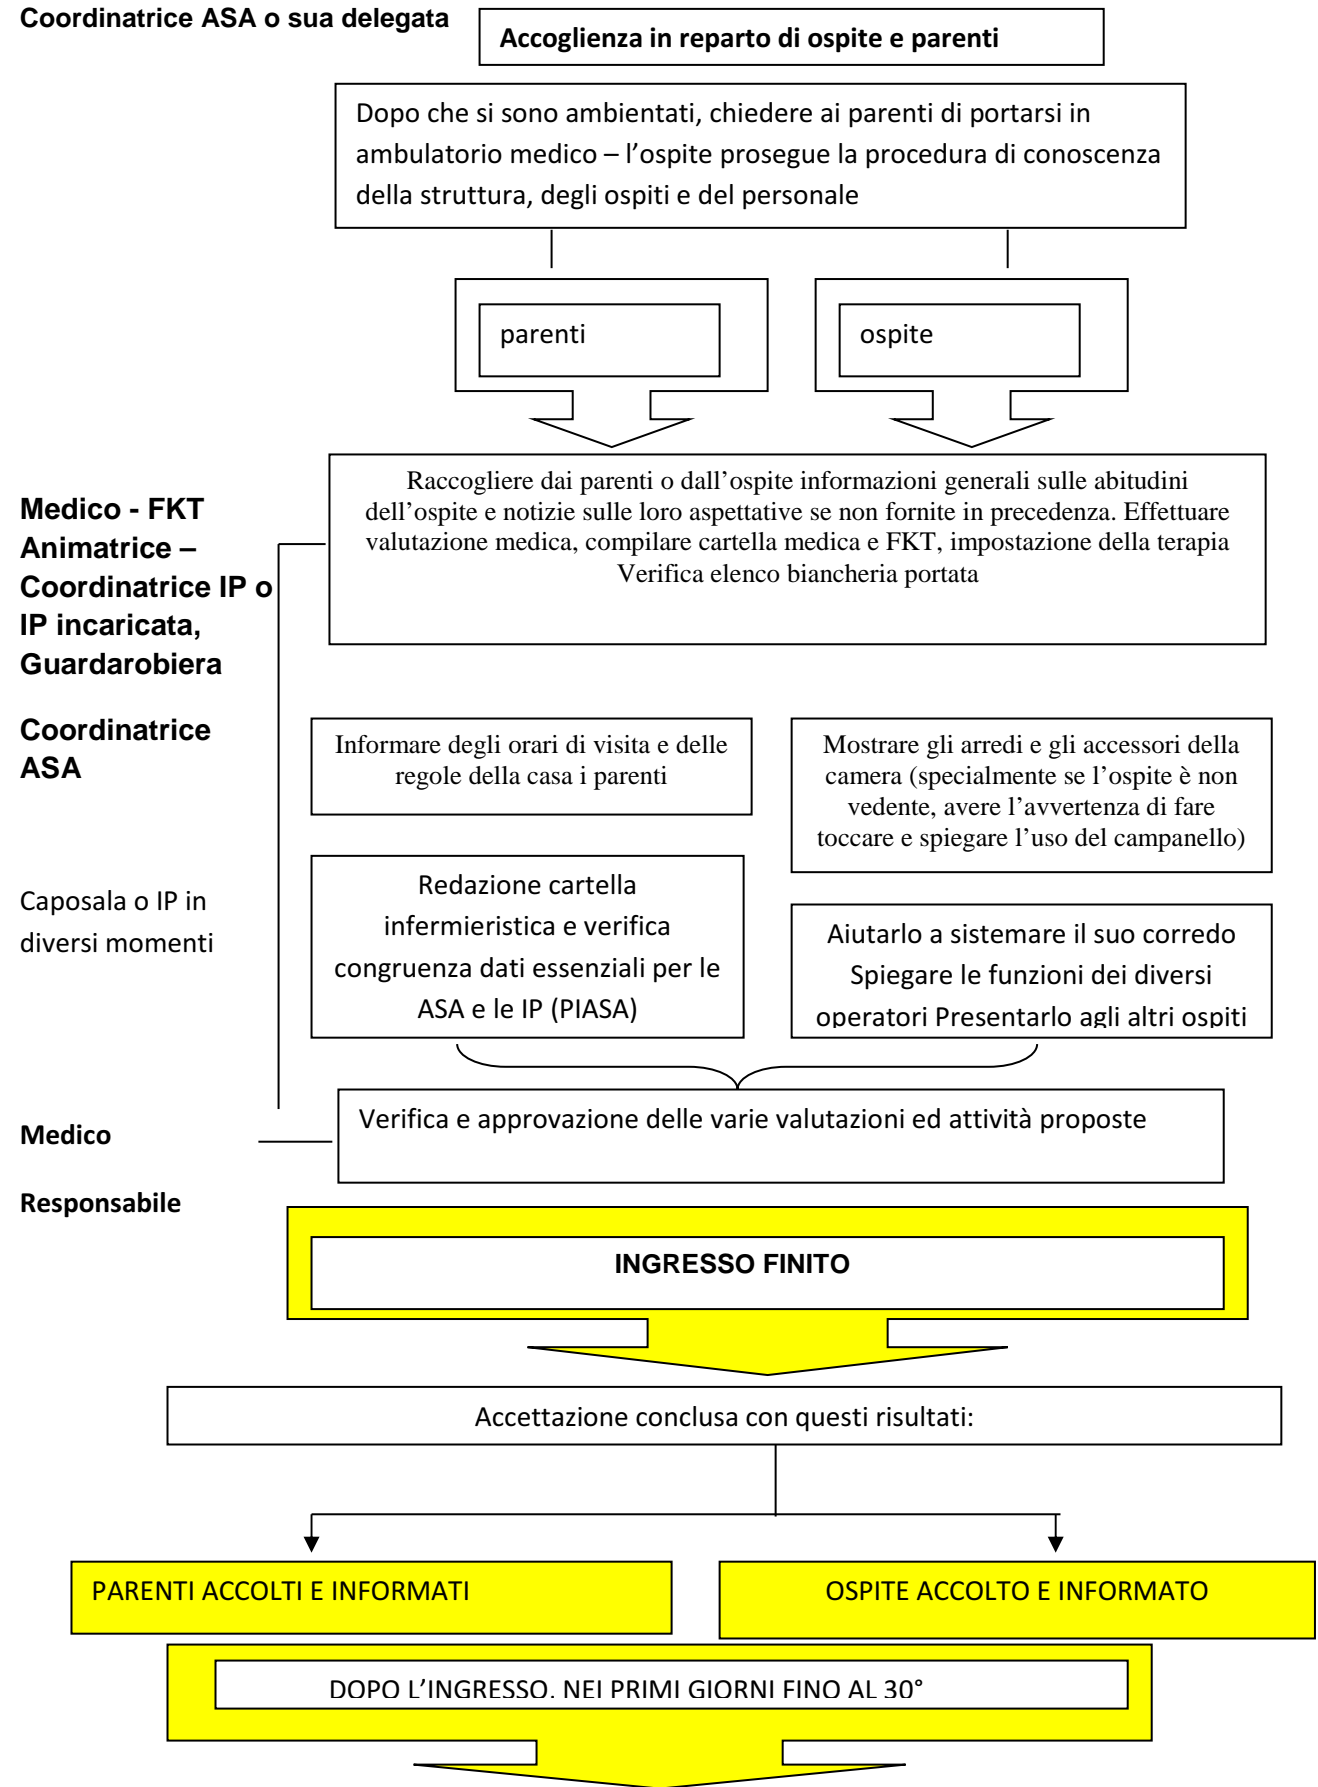 Coordinatrice ASA o sua delegata
Accoglienza in reparto di ospite e parenti
Dopo che si sono ambientati, chiedere ai parenti di portarsi in
ambulatorio medico – l’ospite prosegue la procedura di conoscenza
della struttura, degli ospiti e del personale
parenti
ospite
Medico - FKT
Animatrice –
Coordinatrice IP o
IP incaricata,
Guardarobiera
Raccogliere dai parenti o dall’ospite informazioni generali sulle abitudini
dell’ospite e notizie sulle loro aspettative se non fornite in precedenza. Effettuare
valutazione medica, compilare cartella medica e FKT, impostazione della terapia
Verifica elenco biancheria portata
Coordinatrice
ASA
Informare degli orari di visita e delle
regole della casa i parenti
Mostrare gli arredi e gli accessori della
camera (specialmente se l’ospite è non
vedente, avere l’avvertenza di fare
toccare e spiegare l’uso del campanello)
Caposala o IP in
diversi momenti
Redazione cartella
infermieristica e verifica
congruenza dati essenziali per le
ASA e le IP (PIASA)
Aiutarlo a sistemare il suo corredo
Spiegare le funzioni dei diversi
operatori Presentarlo agli altri ospiti
Medico
Responsabile
Verifica e approvazione delle varie valutazioni ed attività proposte
INGRESSO FINITO
Accettazione conclusa con questi risultati:
PARENTI ACCOLTI E INFORMATI
OSPITE ACCOLTO E INFORMATO
DOPO L’INGRESSO. NEI PRIMI GIORNI FINO AL 30°